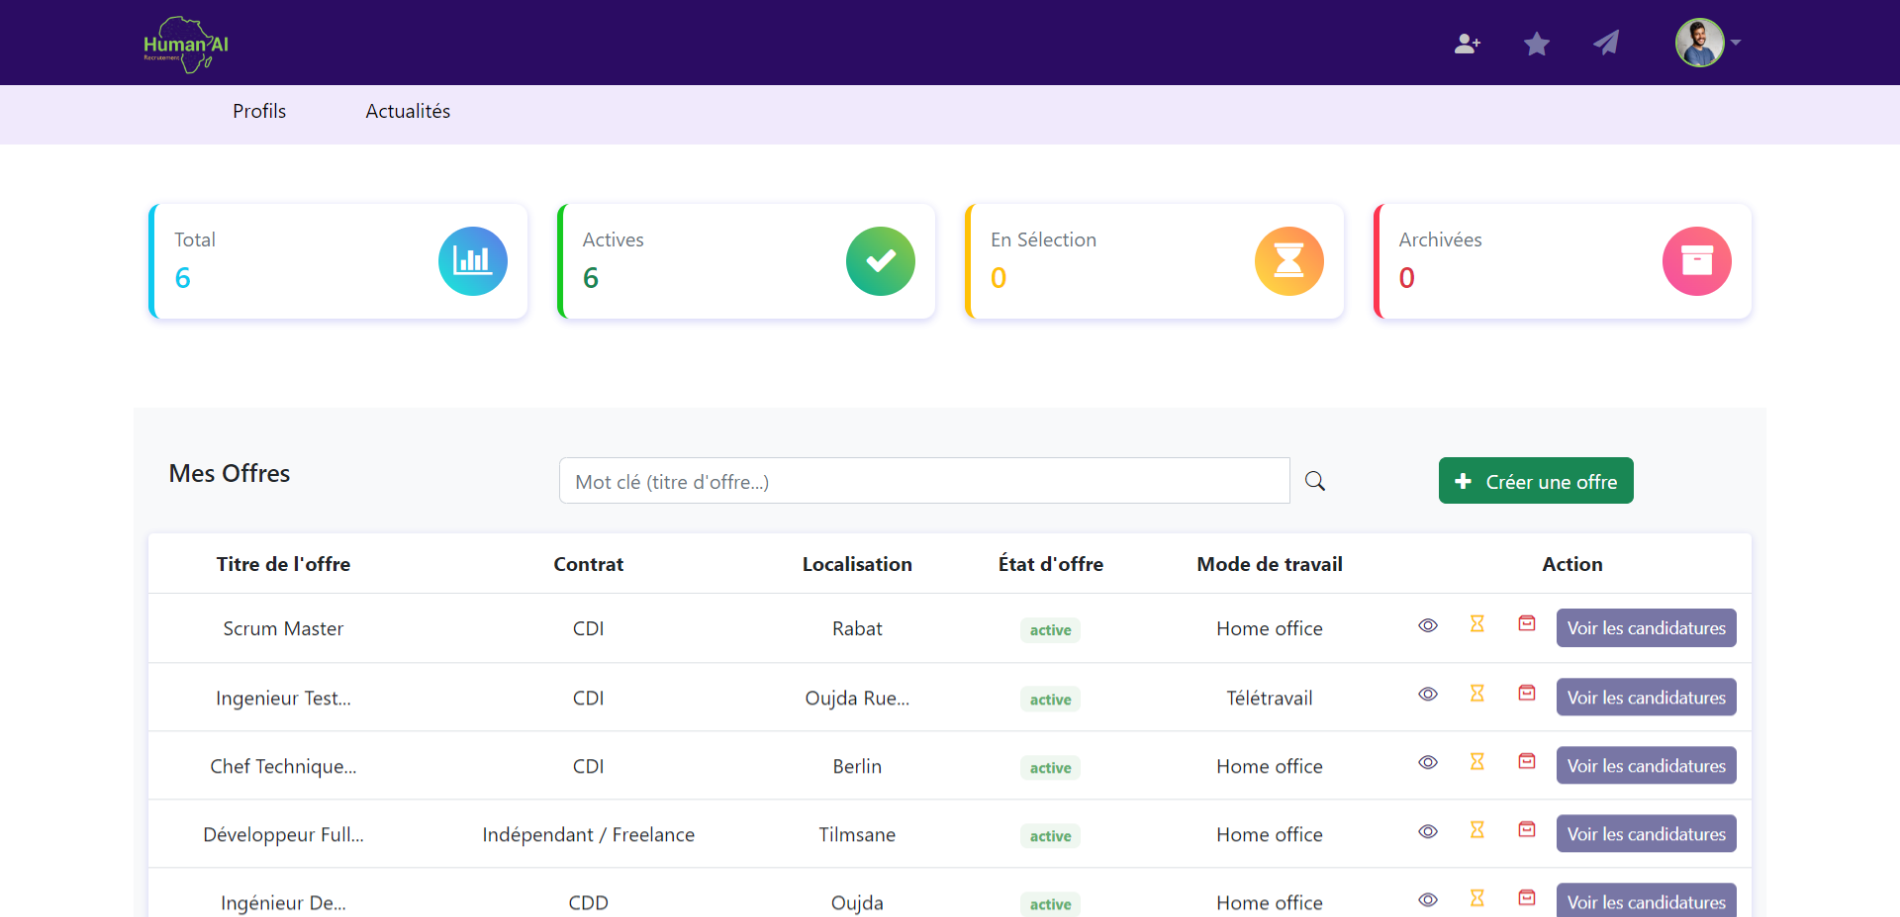 Human AI
Recrutement
Profils Actualités
Total
6
Actives
6
En Sélection
0
Archivées
0
Mes Offres
Mot clé (titre d'offre...)
Créer une offre
Titre de l'offre Contrat Localisation État d'offre Mode de travail Action
Scrum Master CDI Rabat active Home office Voir les candidatures
Ingenieur Test... CDI Oujda Rue... active Télétravail Voir les candidatures
Chef Technique... CDI Berlin active Home office Voir les candidatures
Développeur Full... Indépendant / Freelance Tilmsane active Home office Voir les candidatures
Ingénieur De... CDD Oujda active Home office Voir les candidatures